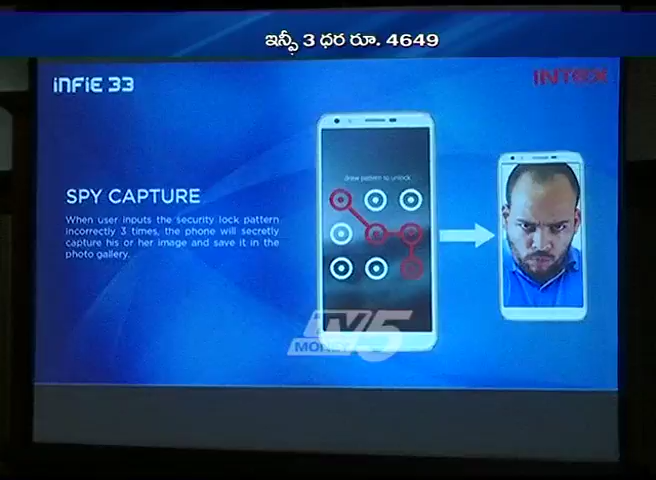 ఇన్ఫీ 3 ధర రూ. 4649
iNFiE 33
INTEX
SPY CAPTURE
When user inputs the security lock pattern
incorrectly 3 times, the phone will secretly
capture his or her image and save it in the
photo gallery.
draw pattern to unlock
TV5
MONEY